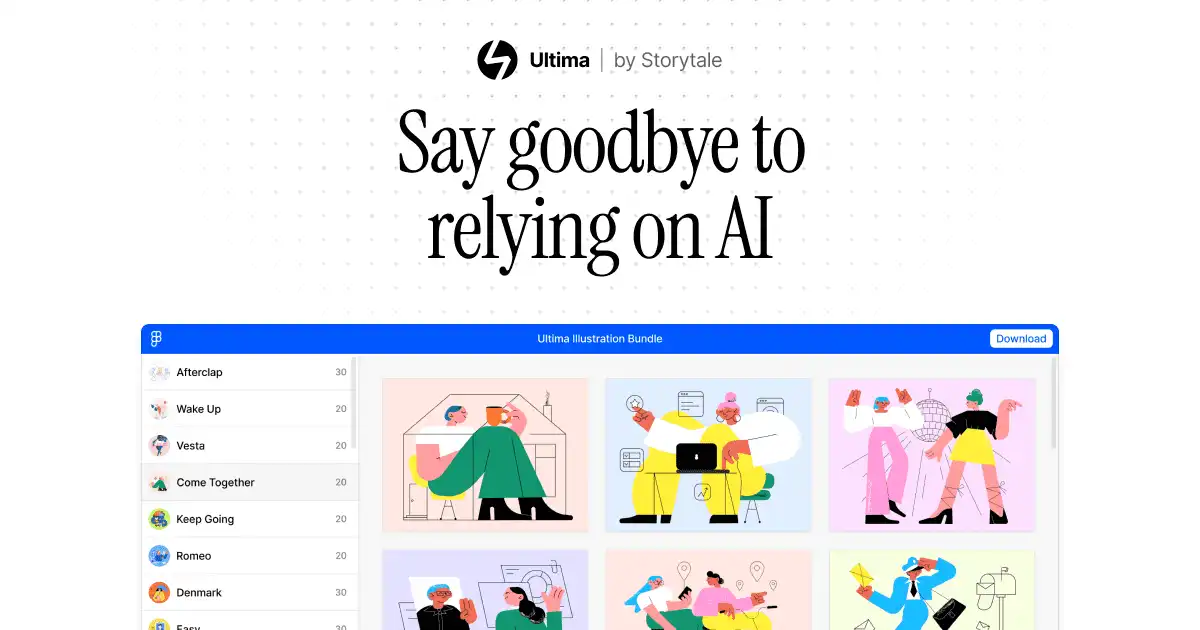 Ultima | by Storytale
Say goodbye to
relying on AI
Ultima Illustration Bundle
Download
Afterclap 30
Wake Up 20
Vesta 20
Come Together 20
Keep Going 20
Romeo 20
Denmark 30
Easy 30